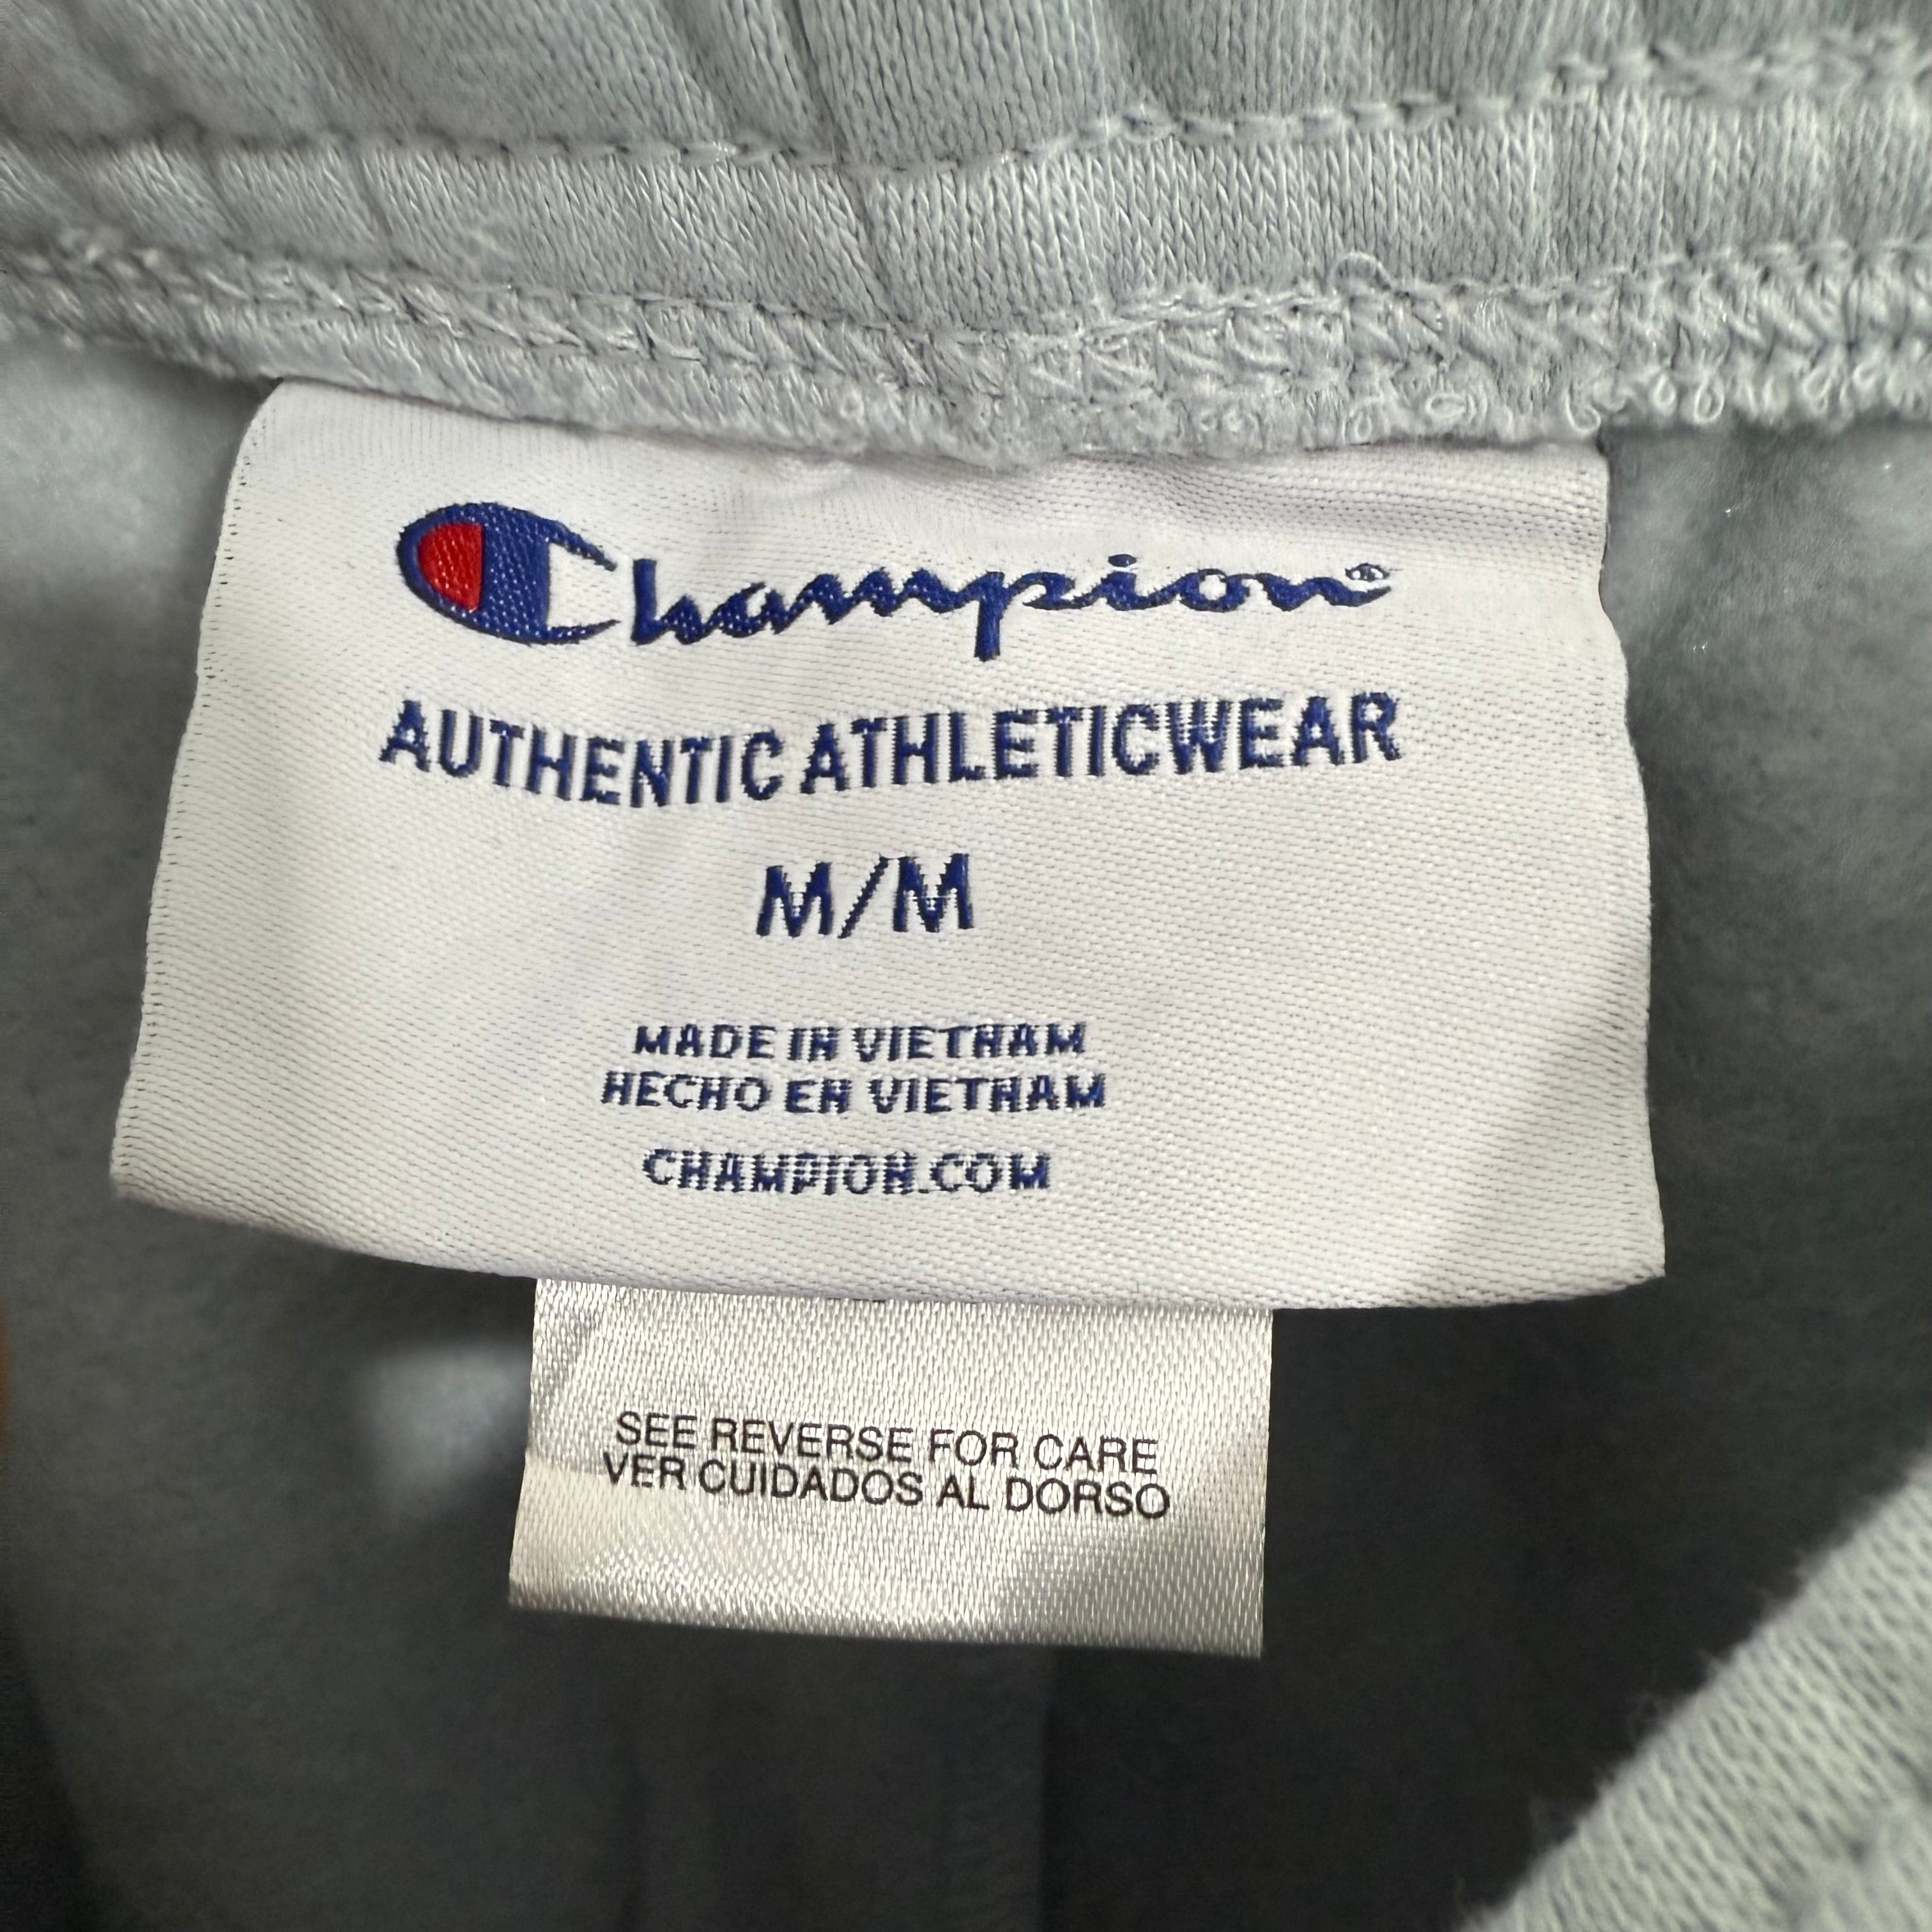 Champion®
AUTHENTIC ATHLETICWEAR
M/M
MADE IN VIETNAM
HECHO EN VIETNAM
CHAMPION.COM
SEE REVERSE FOR CARE
VER CUIDADOS AL DORSO